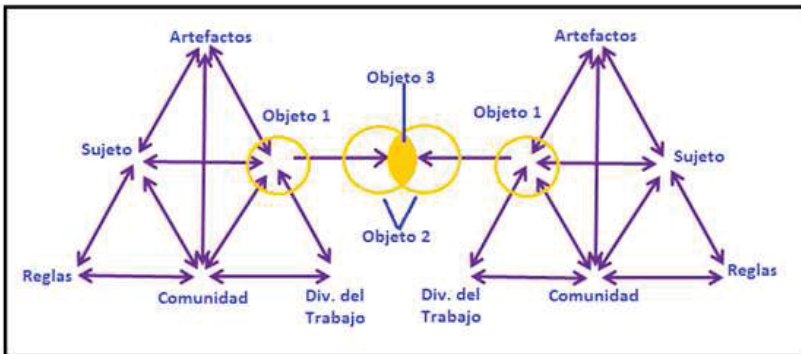 Artefactos
Artefactos
Objeto 3
Objeto 1
Objeto 1
Sujeto
Sujeto
Objeto 2
Reglas
Comunidad
Div. del
Trabajo
Div. del
Trabajo
Comunidad
Reglas